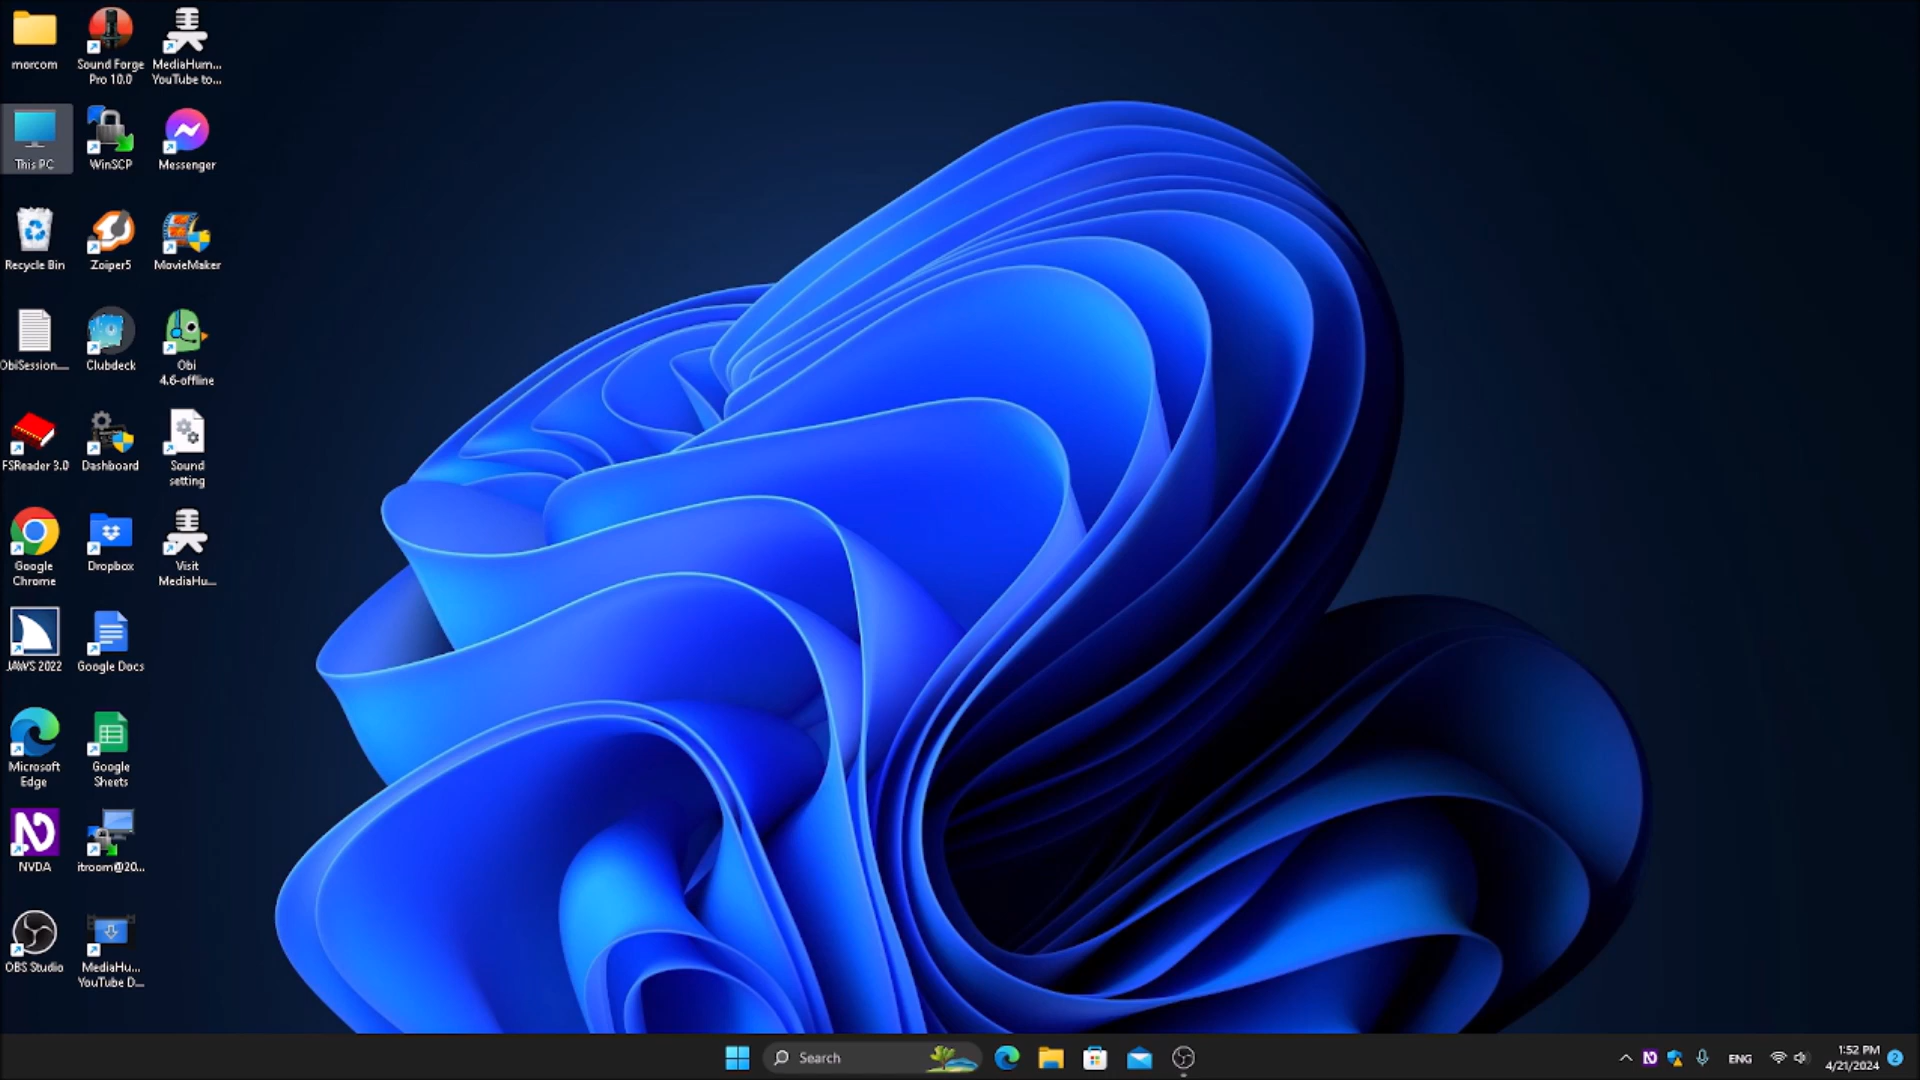 morcom
Sound Forge
Pro 10.0
MediaHum...
YouTube to...
This PC
WinSCP
Messenger
Recycle Bin
Zoiper5
MovieMaker
ObiSession....
Clubdeck
Obi
4.6-offline
FSReader 3.0
Dashboard
Sound
setting
Google
Chrome
Dropbox
Visit
MediaHu...
JAWS 2022
Google Docs
Microsoft
Edge
Google
Sheets
NVDA
itroom@20...
OBS Studio
MediaHu...
YouTube D...
Search
ENG
1:52 PM
4/21/2024
2